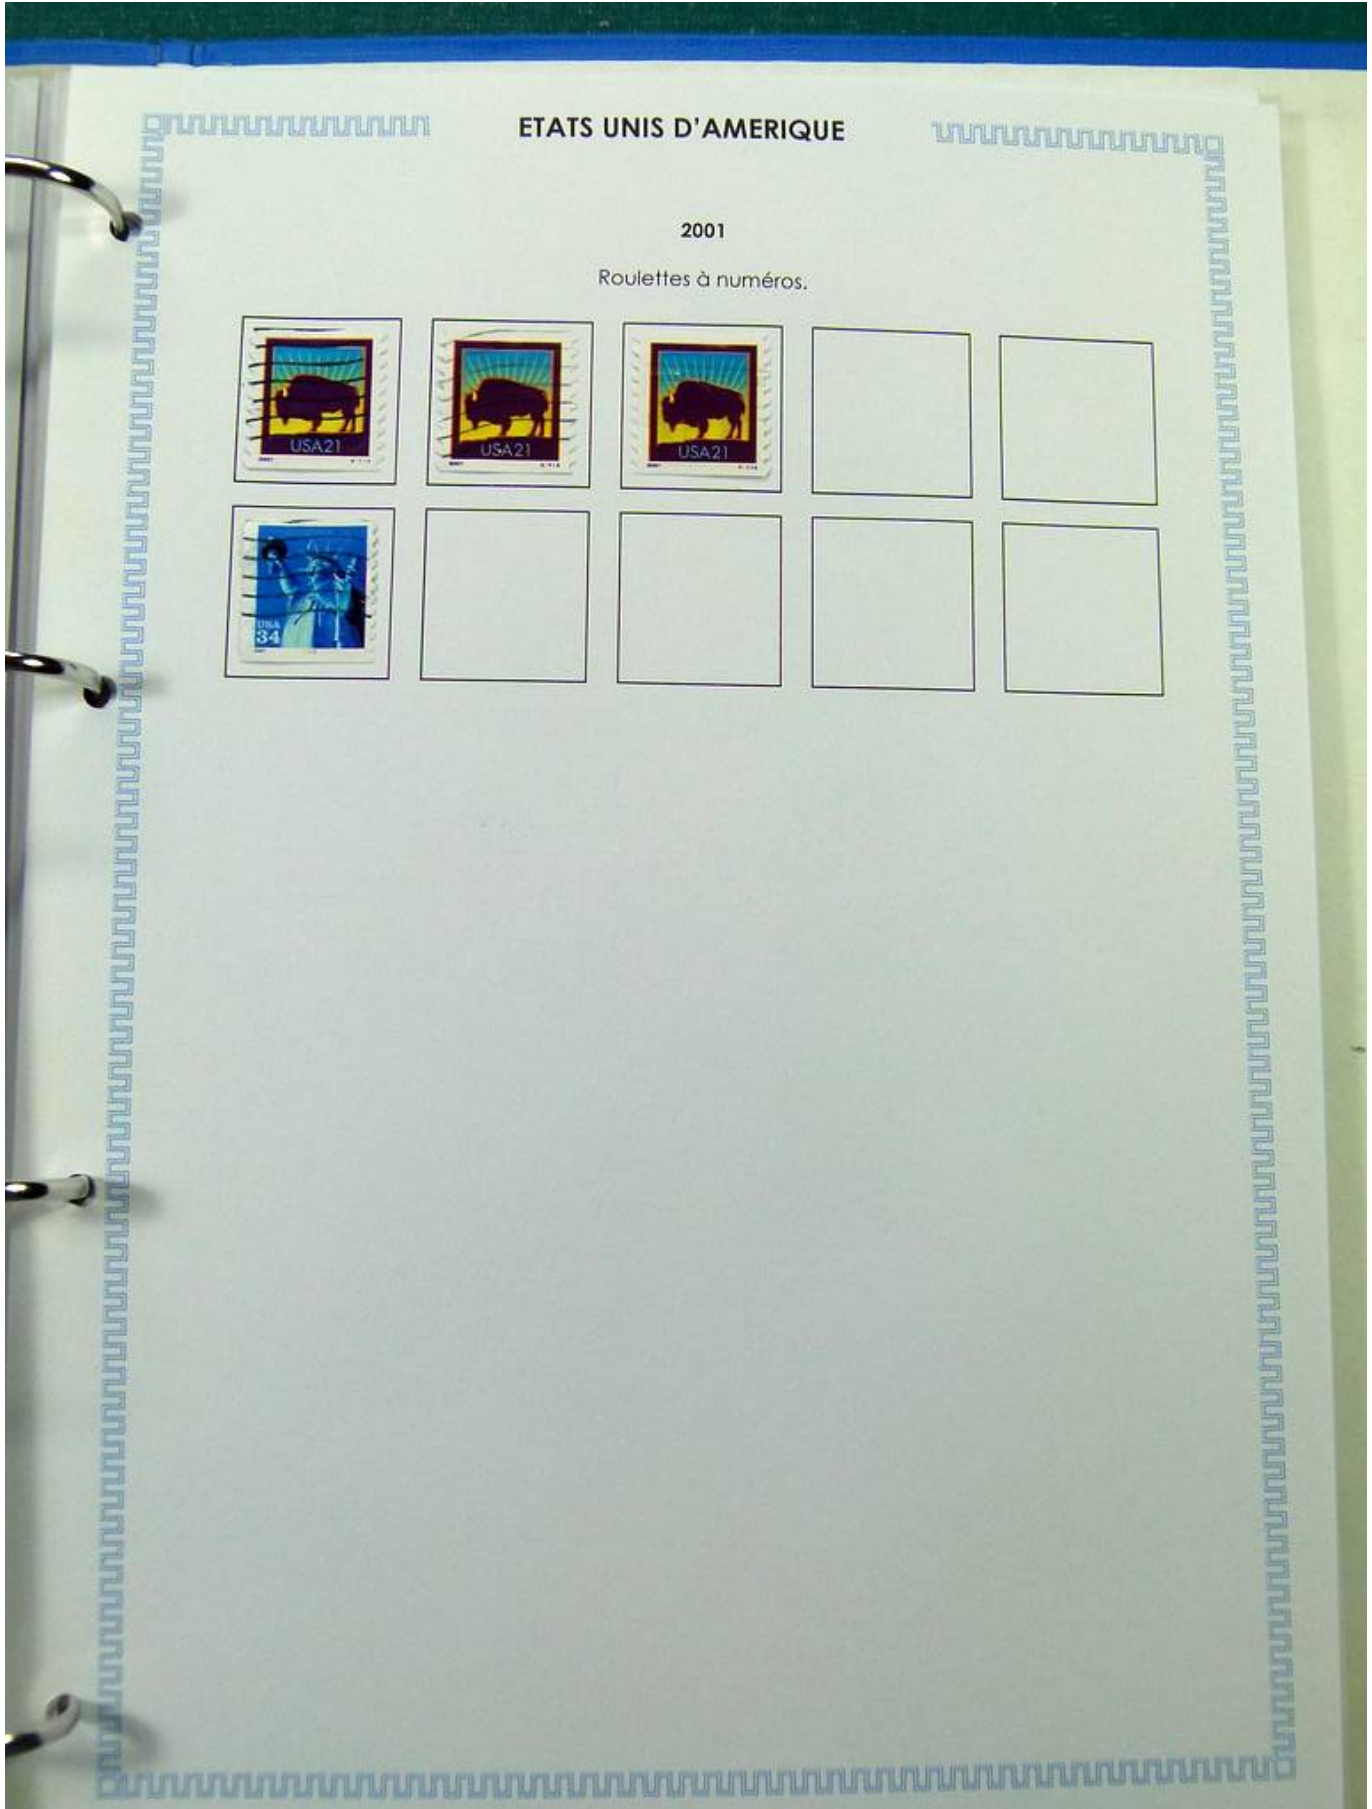 ETATS UNIS D'AMERIQUE
2001
Roulettes à numéros.
USA21
USA21
USA21
USA
34